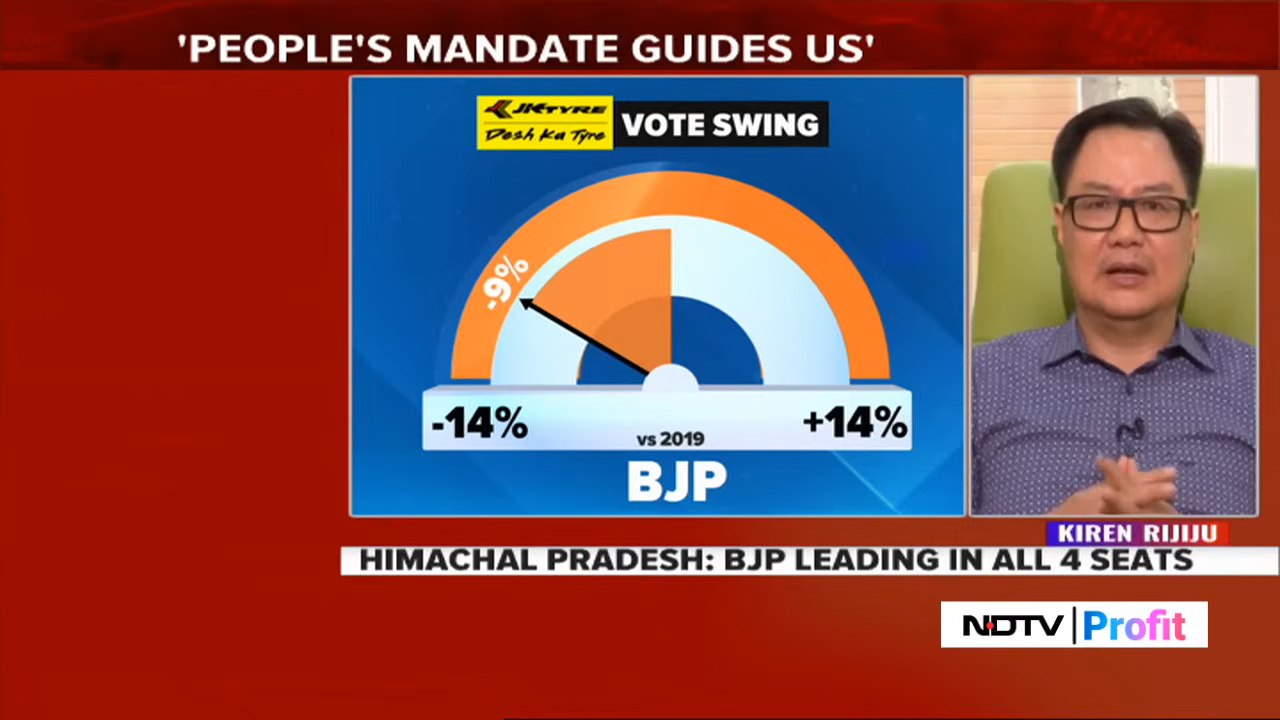 'PEOPLE'S MANDATE GUIDES US'
JK TYRE
Desh Ka Tyre
VOTE SWING
-9%
-14%
vs 2019
+14%
BJP
KIREN RIJIJU
HIMACHAL PRADESH: BJP LEADING IN ALL 4 SEATS
NDTV Profit